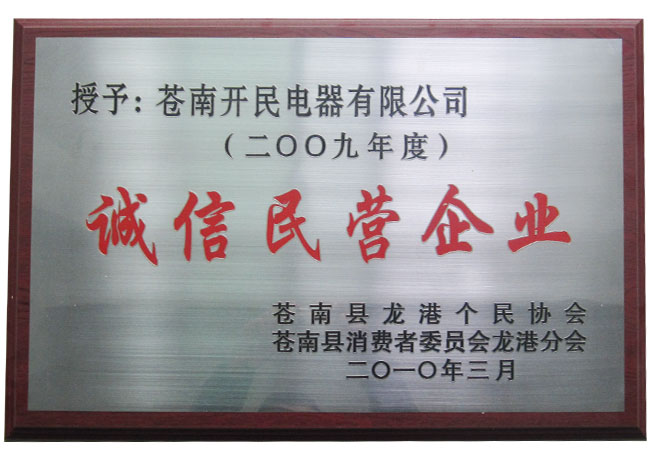 授予：苍南开民电器有限公司
（二〇〇九年度）
诚信民营企业
苍南县龙港个民协会
苍南县消费者委员会龙港分会
二〇一〇年三月